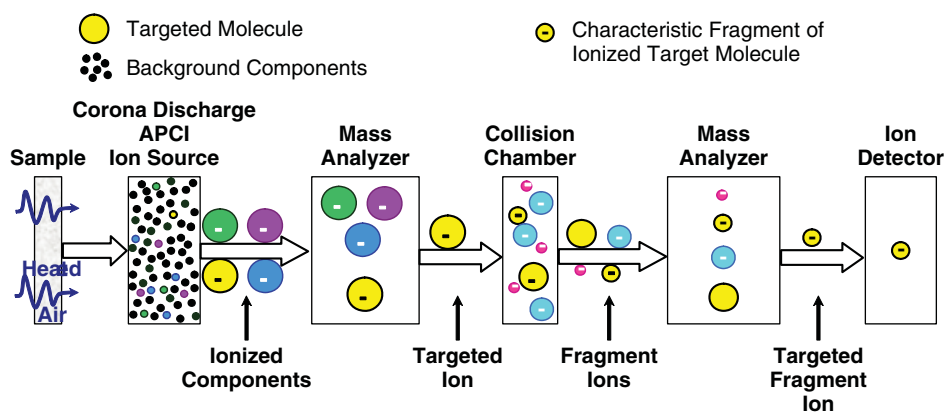 Targeted Molecule
Background Components
Characteristic Fragment of
Ionized Target Molecule
Sample
Corona Discharge
APCI
Ion Source
Mass
Analyzer
Collision
Chamber
Mass
Analyzer
Ion
Detector
Heated
Air
Ionized
Components
Targeted
Ion
Fragment
Ions
Targeted
Fragment
Ion